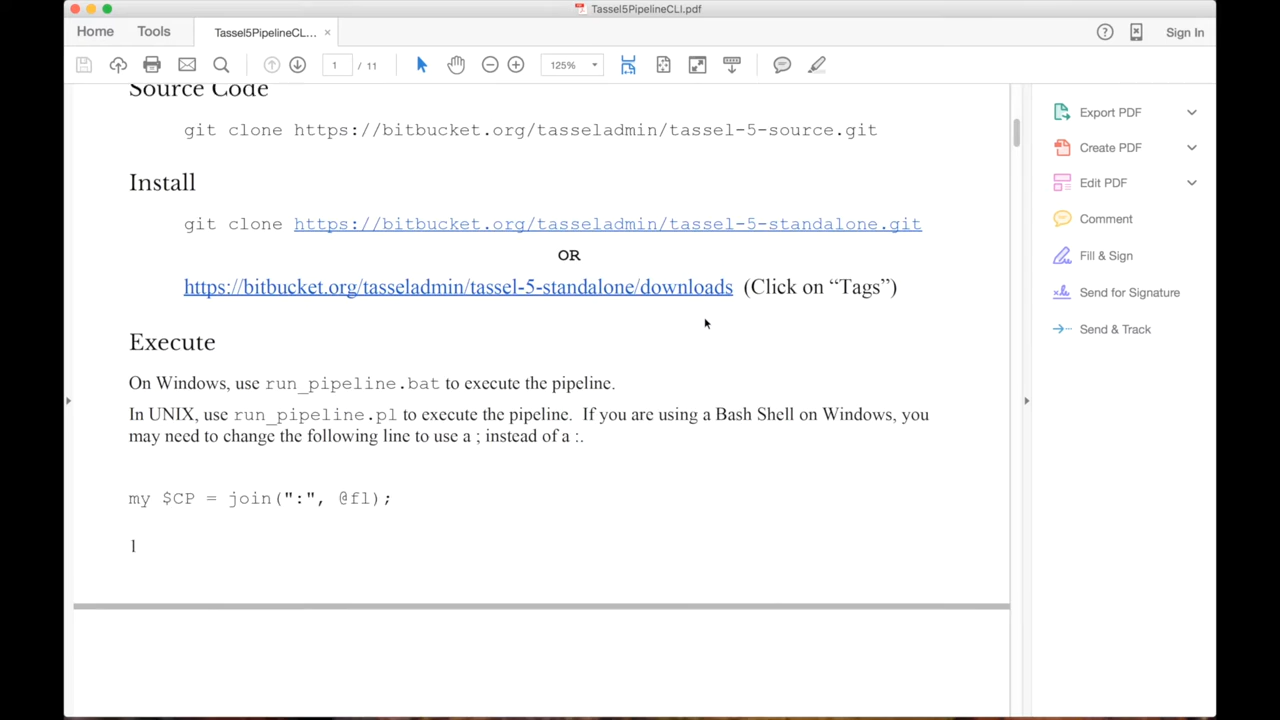 Tassel5PipelineCLI.pdf
Home Tools Tassel5PipelineCL... × Sign In
1 / 11 125%
Source Code
git clone https://bitbucket.org/tasseladmin/tassel-5-source.git
Install
git clone https://bitbucket.org/tasseladmin/tassel-5-standalone.git
OR
https://bitbucket.org/tasseladmin/tassel-5-standalone/downloads (Click on “Tags”)
Execute
On Windows, use run_pipeline.bat to execute the pipeline.
In UNIX, use run_pipeline.pl to execute the pipeline. If you are using a Bash Shell on Windows, you
may need to change the following line to use a ; instead of a :.
my $CP = join(":", @fl);
1
Export PDF
Create PDF
Edit PDF
Comment
Fill & Sign
Send for Signature
Send & Track